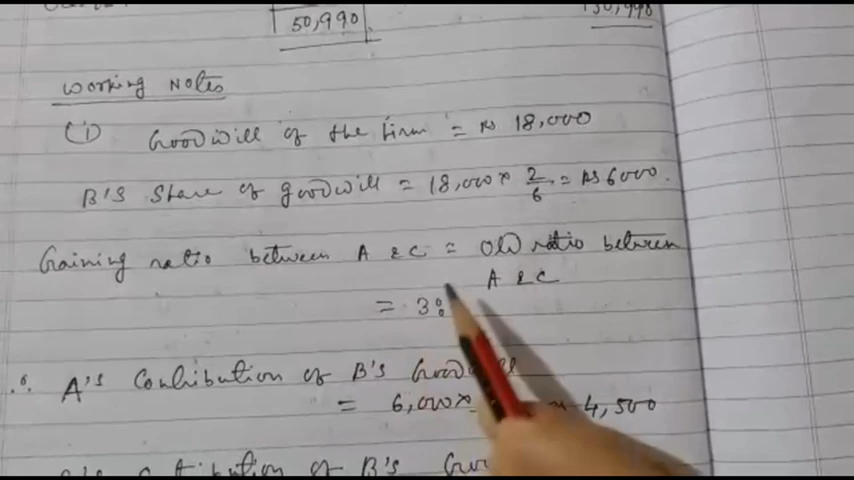 50,990
Working Notes
(i) Goodwill of the firm = Rs 18,000
B's Share of goodwill = 18,000 × 2/6 = Rs 6000.
Gaining ratio between A & C = Old ratio between
A & C
= 3:
∴ A's Contribution of B's
= 6,000 × 4,500
of B's